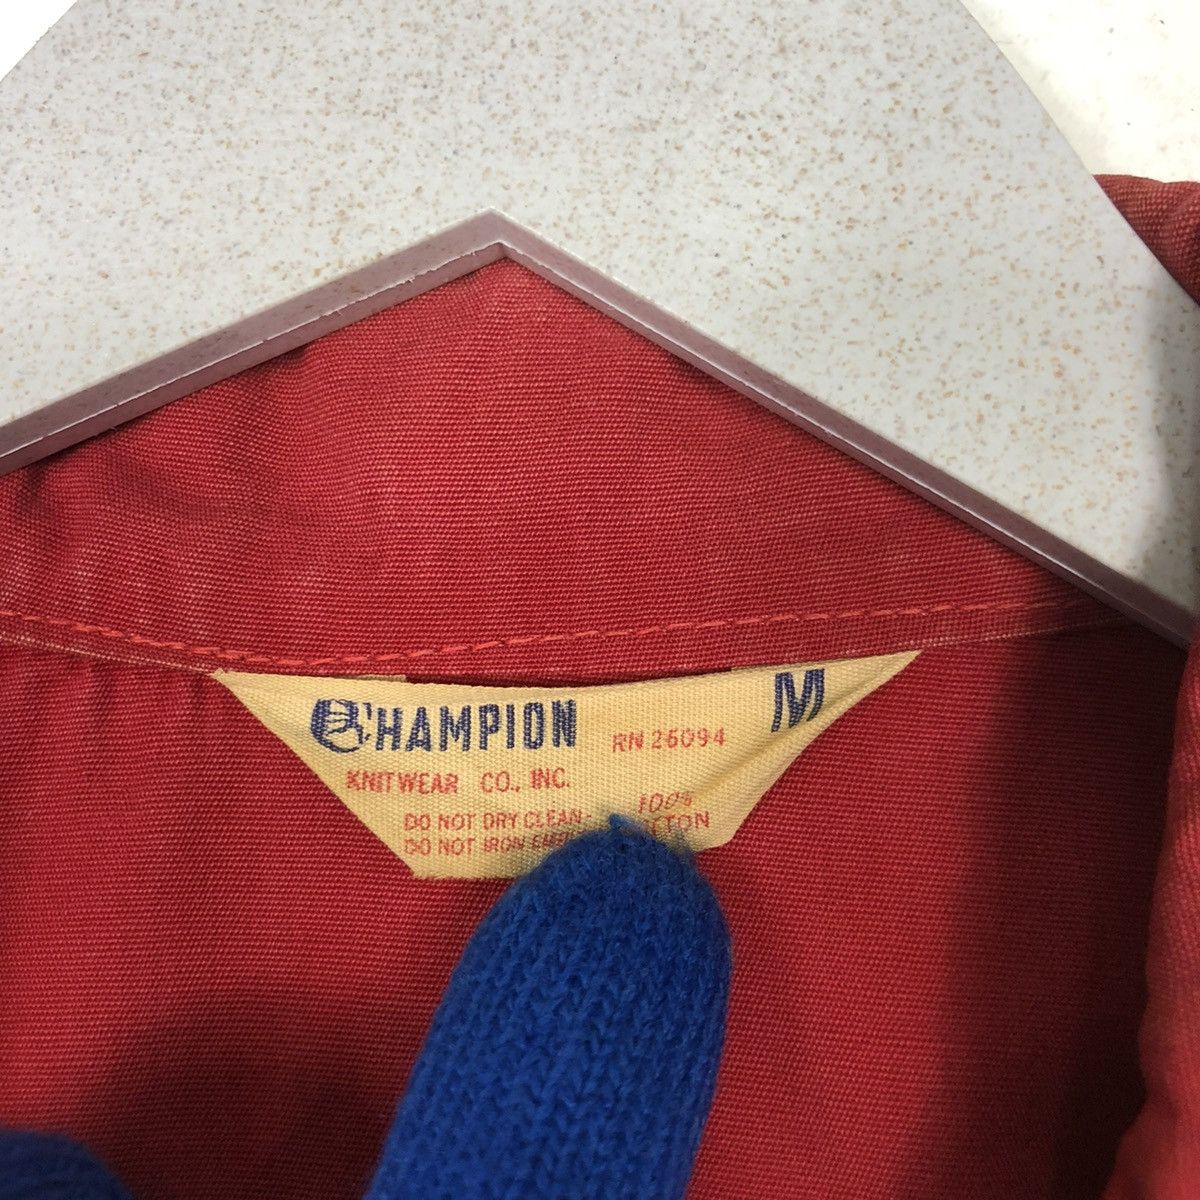 CHAMPION RN 26094 M
KNITWEAR CO., INC.
DO NOT DRY CLEAN- 100%
DO NOT IRON